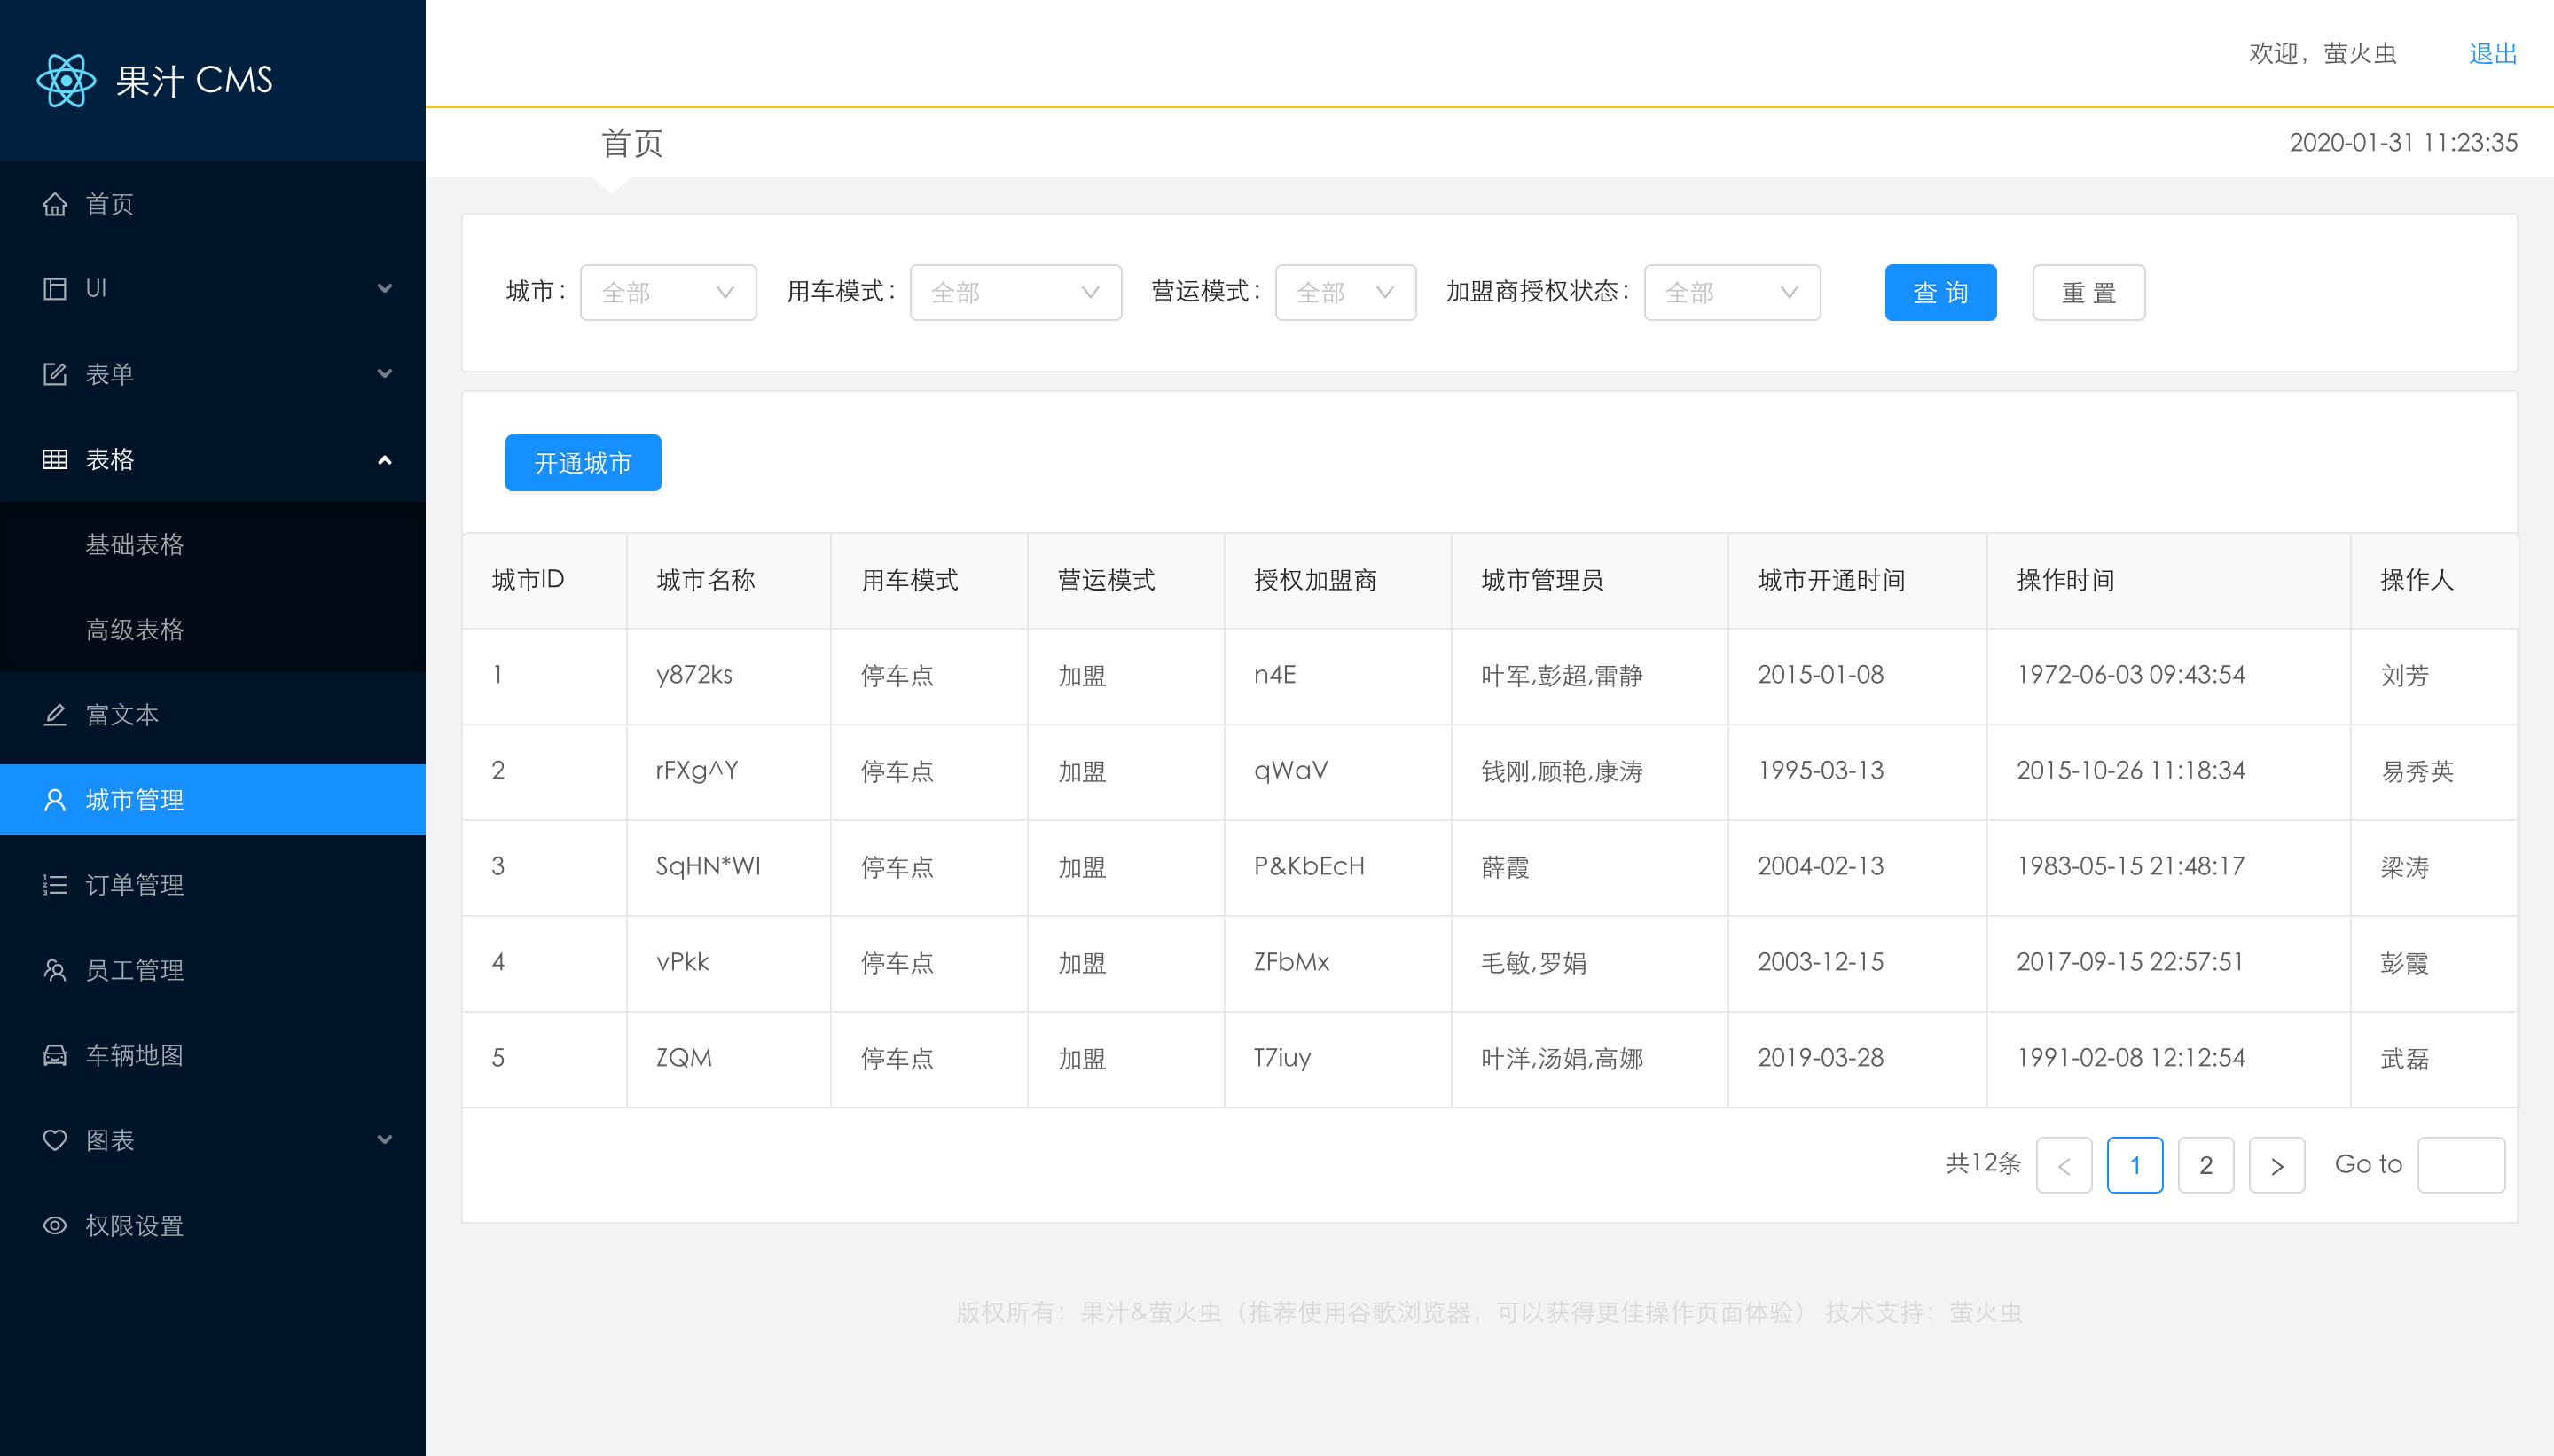 果汁 CMS
首页
UI
表单
表格
基础表格
高级表格
富文本
城市管理
订单管理
员工管理
车辆地图
图表
权限设置
欢迎，萤火虫 退出
首页 2020-01-31 11:23:35
城市： 全部 用车模式： 全部 营运模式： 全部 加盟商授权状态： 全部 查 询 重 置
开通城市
城市ID 城市名称 用车模式 营运模式 授权加盟商 城市管理员 城市开通时间 操作时间 操作人
1 y872ks 停车点 加盟 n4E 叶军,彭超,雷静 2015-01-08 1972-06-03 09:43:54 刘芳
2 rFXg^Y 停车点 加盟 qWaV 钱刚,顾艳,康涛 1995-03-13 2015-10-26 11:18:34 易秀英
3 SqHN*WI 停车点 加盟 P&KbEcH 薛霞 2004-02-13 1983-05-15 21:48:17 梁涛
4 vPkk 停车点 加盟 ZFbMx 毛敏,罗娟 2003-12-15 2017-09-15 22:57:51 彭霞
5 ZQM 停车点 加盟 T7iuy 叶洋,汤娟,高娜 2019-03-28 1991-02-08 12:12:54 武磊
共12条 < 1 2 > Go to
版权所有：果汁&萤火虫（推荐使用谷歌浏览器，可以获得更佳操作页面体验） 技术支持：萤火虫